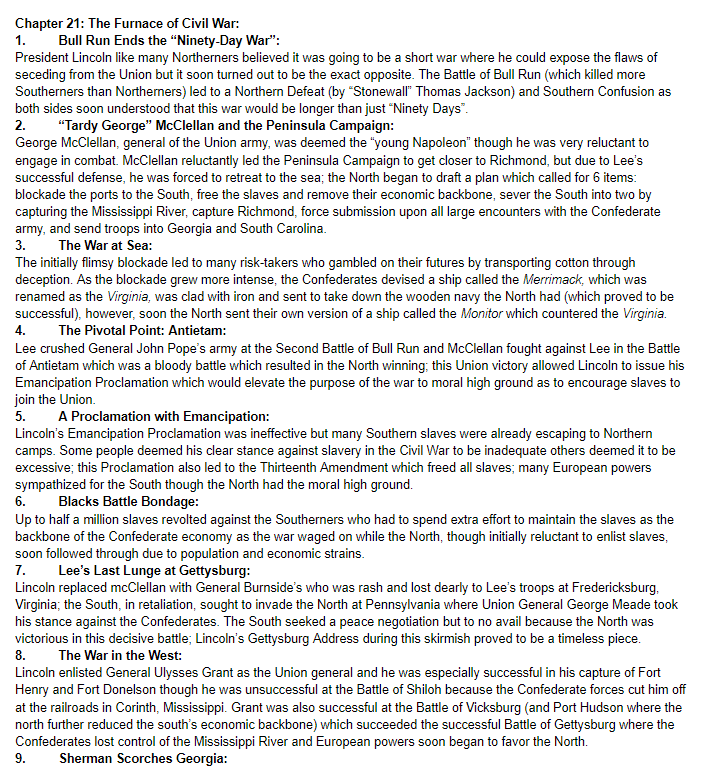 Chapter 21: The Furnace of Civil War:
1. Bull Run Ends the “Ninety-Day War”:
President Lincoln like many Northerners believed it was going to be a short war where he could expose the flaws of
seceding from the Union but it soon turned out to be the exact opposite. The Battle of Bull Run (which killed more
Southerners than Northerners) led to a Northern Defeat (by “Stonewall” Thomas Jackson) and Southern Confusion as
both sides soon understood that this war would be longer than just “Ninety Days”.
2. “Tardy George” McClellan and the Peninsula Campaign:
George McClellan, general of the Union army, was deemed the “young Napoleon” though he was very reluctant to
engage in combat. McClellan reluctantly led the Peninsula Campaign to get closer to Richmond, but due to Lee’s
successful defense, he was forced to retreat to the sea; the North began to draft a plan which called for 6 items:
blockade the ports to the South, free the slaves and remove their economic backbone, sever the South into two by
capturing the Mississippi River, capture Richmond, force submission upon all large encounters with the Confederate
army, and send troops into Georgia and South Carolina.
3. The War at Sea:
The initially flimsy blockade led to many risk-takers who gambled on their futures by transporting cotton through
deception. As the blockade grew more intense, the Confederates devised a ship called the Merrimack, which was
renamed as the Virginia, was clad with iron and sent to take down the wooden navy the North had (which proved to be
successful), however, soon the North sent their own version of a ship called the Monitor which countered the Virginia.
4. The Pivotal Point: Antietam:
Lee crushed General John Pope’s army at the Second Battle of Bull Run and McClellan fought against Lee in the Battle
of Antietam which was a bloody battle which resulted in the North winning; this Union victory allowed Lincoln to issue his
Emancipation Proclamation which would elevate the purpose of the war to moral high ground as to encourage slaves to
join the Union.
5. A Proclamation with Emancipation:
Lincoln’s Emancipation Proclamation was ineffective but many Southern slaves were already escaping to Northern
camps. Some people deemed his clear stance against slavery in the Civil War to be inadequate others deemed it to be
excessive; this Proclamation also led to the Thirteenth Amendment which freed all slaves; many European powers
sympathized for the South though the North had the moral high ground.
6. Blacks Battle Bondage:
Up to half a million slaves revolted against the Southerners who had to spend extra effort to maintain the slaves as the
backbone of the Confederate economy as the war waged on while the North, though initially reluctant to enlist slaves,
soon followed through due to population and economic strains.
7. Lee’s Last Lunge at Gettysburg:
Lincoln replaced mcClellan with General Burnside’s who was rash and lost dearly to Lee’s troops at Fredericksburg,
Virginia; the South, in retaliation, sought to invade the North at Pennsylvania where Union General George Meade took
his stance against the Confederates. The South seeked a peace negotiation but to no avail because the North was
victorious in this decisive battle; Lincoln’s Gettysburg Address during this skirmish proved to be a timeless piece.
8. The War in the West:
Lincoln enlisted General Ulysses Grant as the Union general and he was especially successful in his capture of Fort
Henry and Fort Donelson though he was unsuccessful at the Battle of Shiloh because the Confederate forces cut him off
at the railroads in Corinth, Mississippi. Grant was also successful at the Battle of Vicksburg (and Port Hudson where the
north further reduced the south’s economic backbone) which succeeded the successful Battle of Gettysburg where the
Confederates lost control of the Mississippi River and European powers soon began to favor the North.
9. Sherman Scorches Georgia: